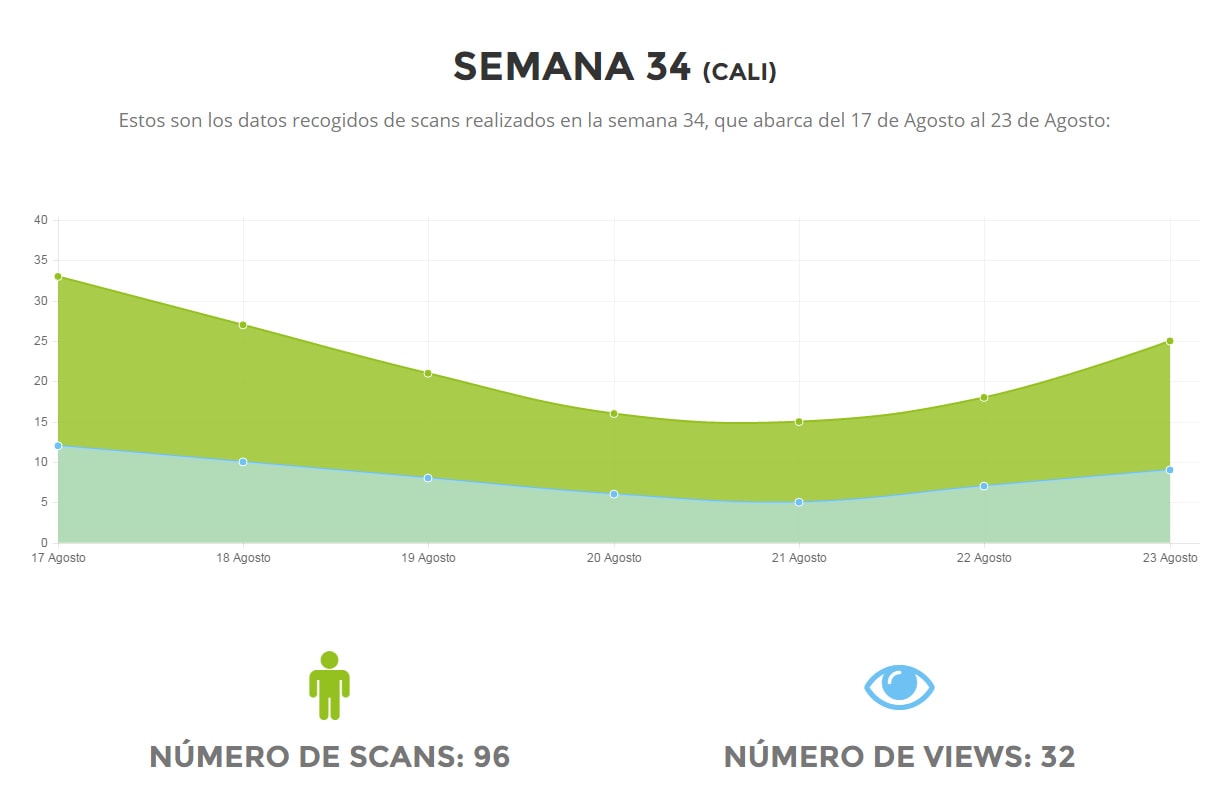 SEMANA 34 (CALI)
Estos son los datos recogidos de scans realizados en la semana 34, que abarca del 17 de Agosto al 23 de Agosto:
40
35
30
25
20
15
10
5
0
17 Agosto 18 Agosto 19 Agosto 20 Agosto 21 Agosto 22 Agosto 23 Agosto
NÚMERO DE SCANS: 96 NÚMERO DE VIEWS: 32